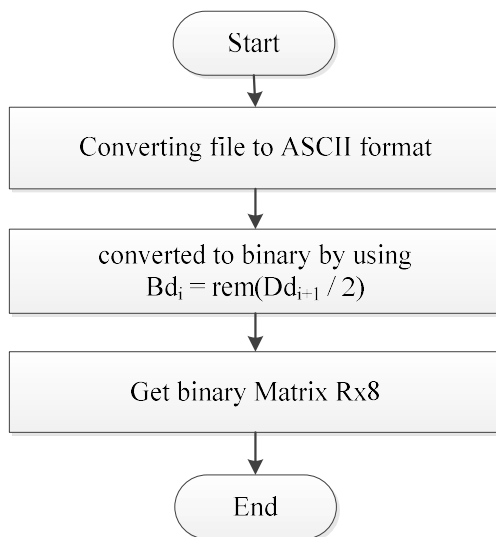 Start
Converting file to ASCII format
converted to binary by using
Bdᵢ = rem(Ddᵢ₊₁ / 2)
Get binary Matrix Rx8
End